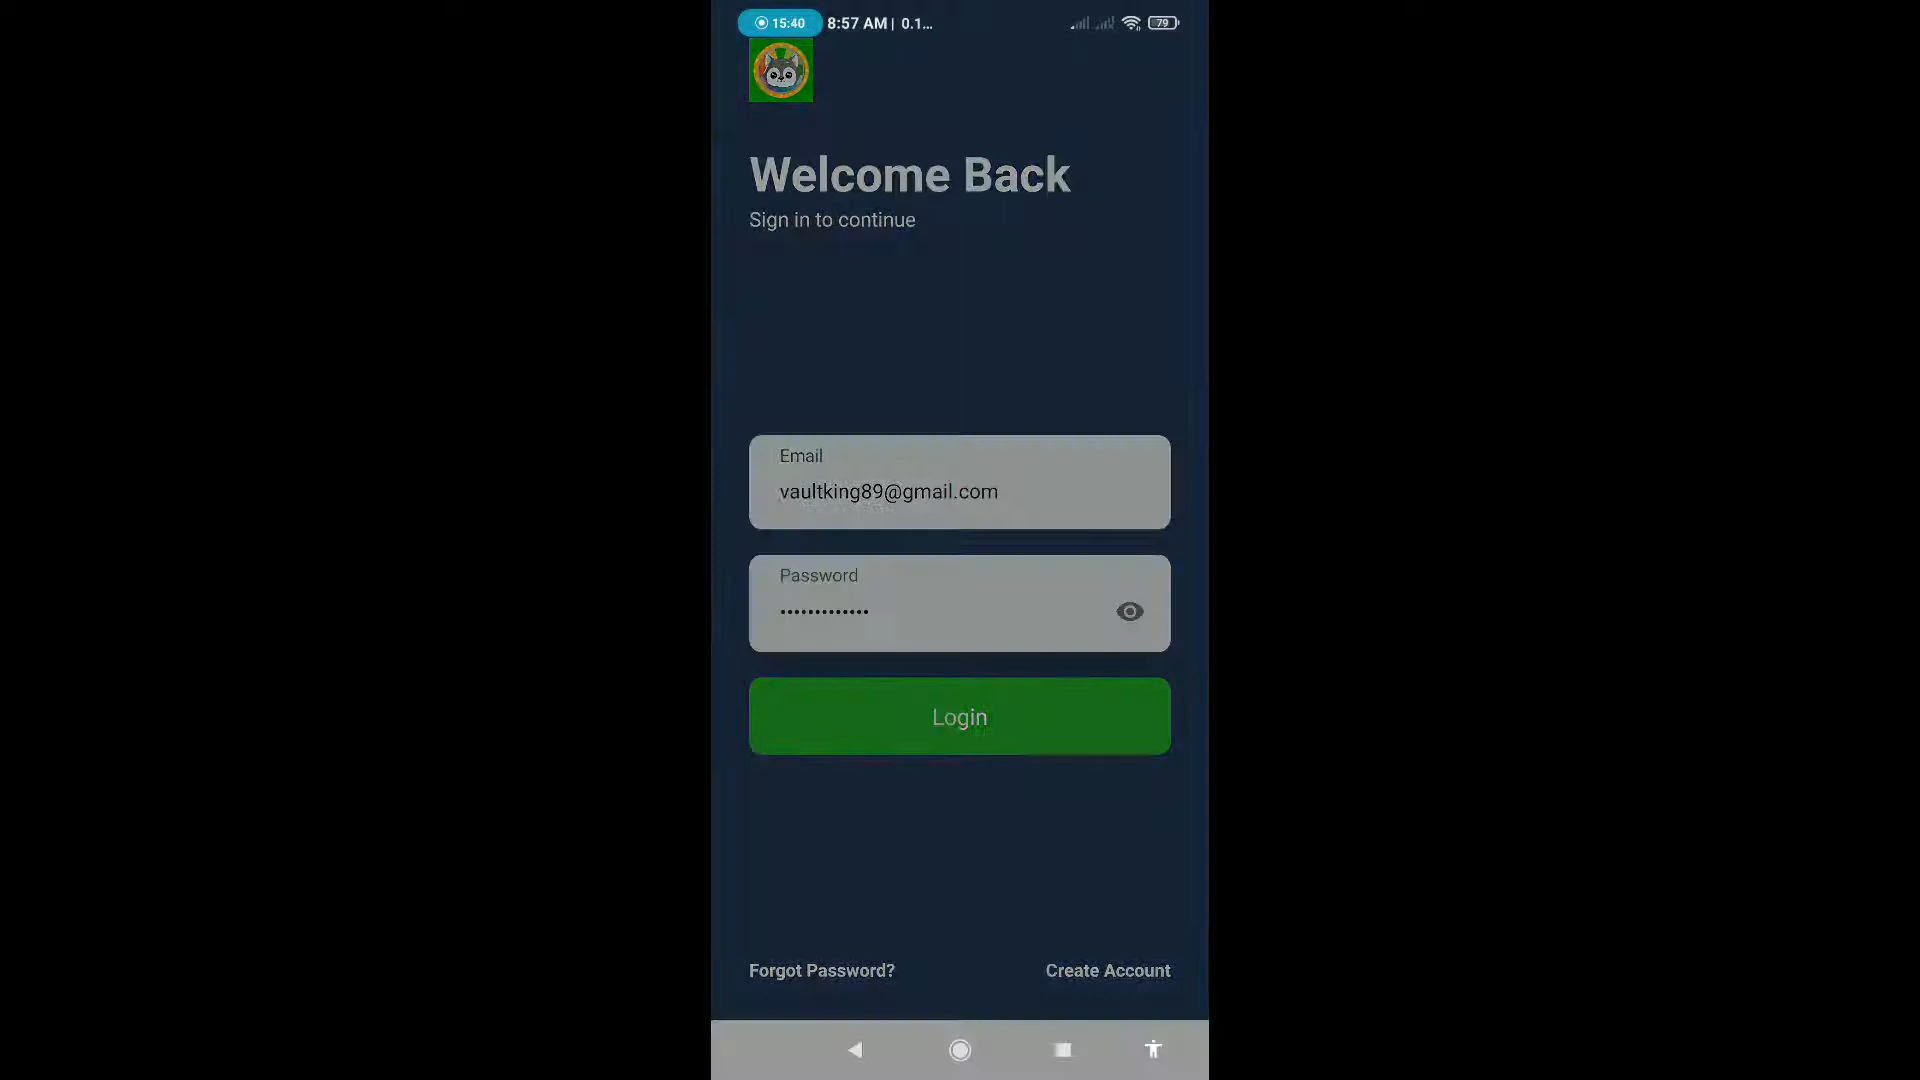 15:40 8:57 AM | 0.1... 79
Welcome Back
Sign in to continue
Email
vaultking89@gmail.com
Password
•••••••••••••
Login
Forgot Password? Create Account